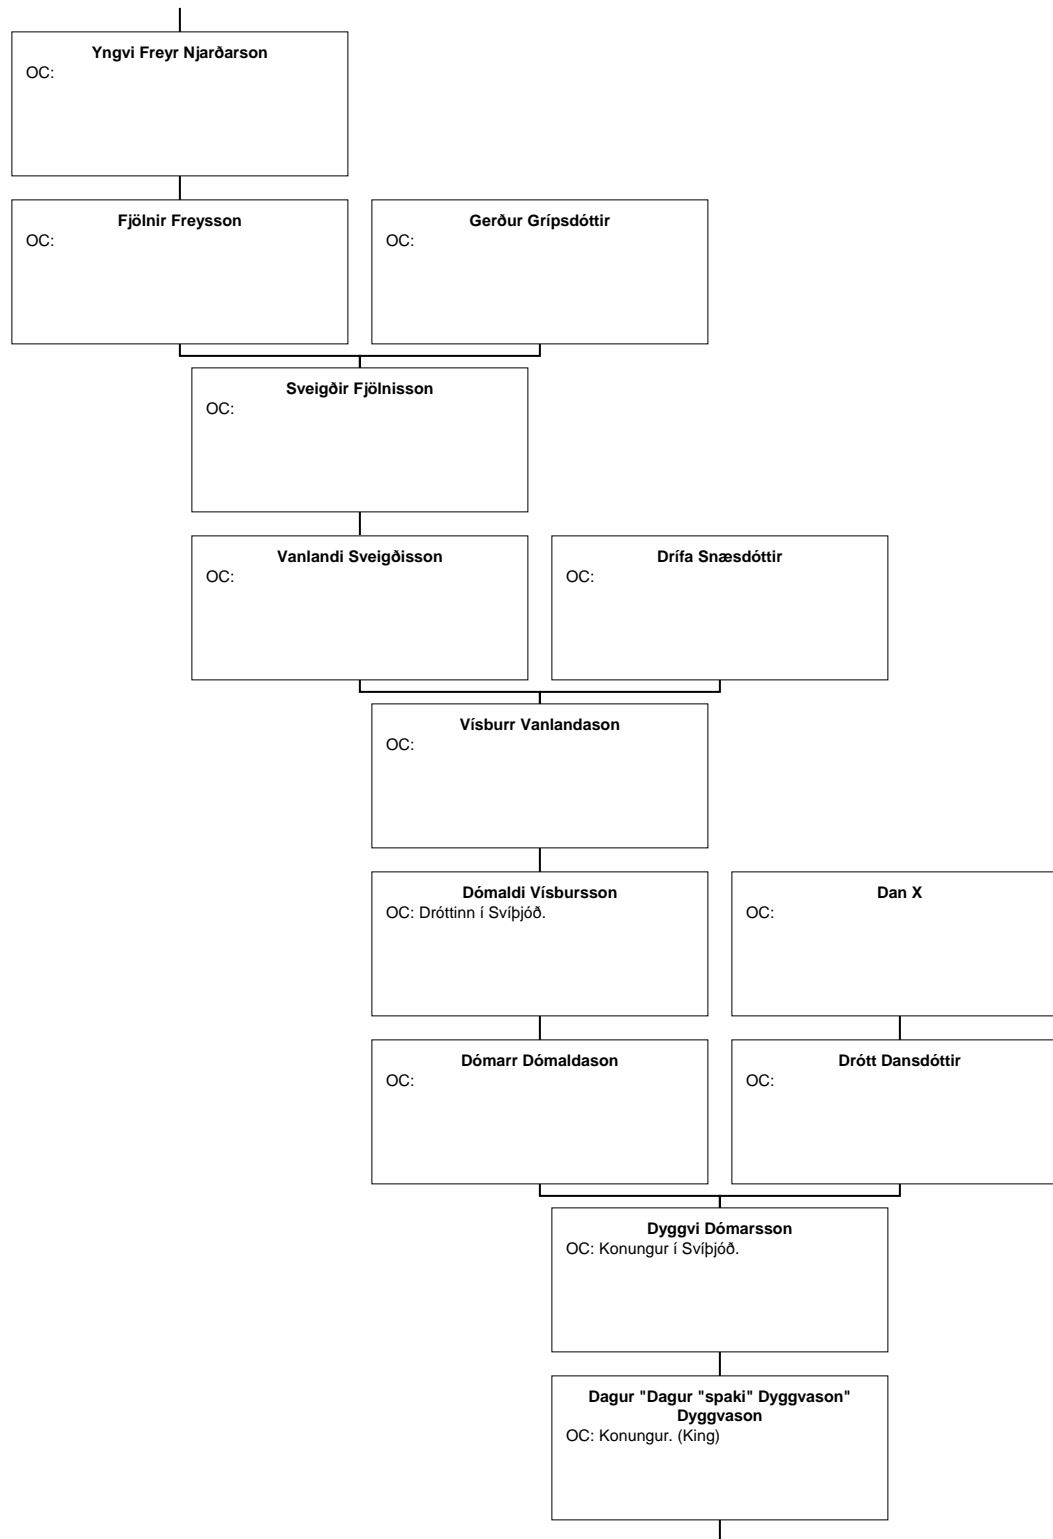 Yngvi Freyr Njarðarson
OC:
Fjölnir Freysson
OC:
Gerður Grípsdóttir
OC:
Sveigðir Fjölnisson
OC:
Vanlandi Sveigðisson
OC:
Drífa Snæsdóttir
OC:
Vísburr Vanlandason
OC:
Dómaldi Vísbursson
OC: Dróttinn í Svíþjóð.
Dan X
OC:
Dómarr Dómaldason
OC:
Drótt Dansdóttir
OC:
Dyggvi Dómarsson
OC: Konungur í Svíþjóð.
Dagur "Dagur "spaki" Dyggvason"
Dyggvason
OC: Konungur. (King)